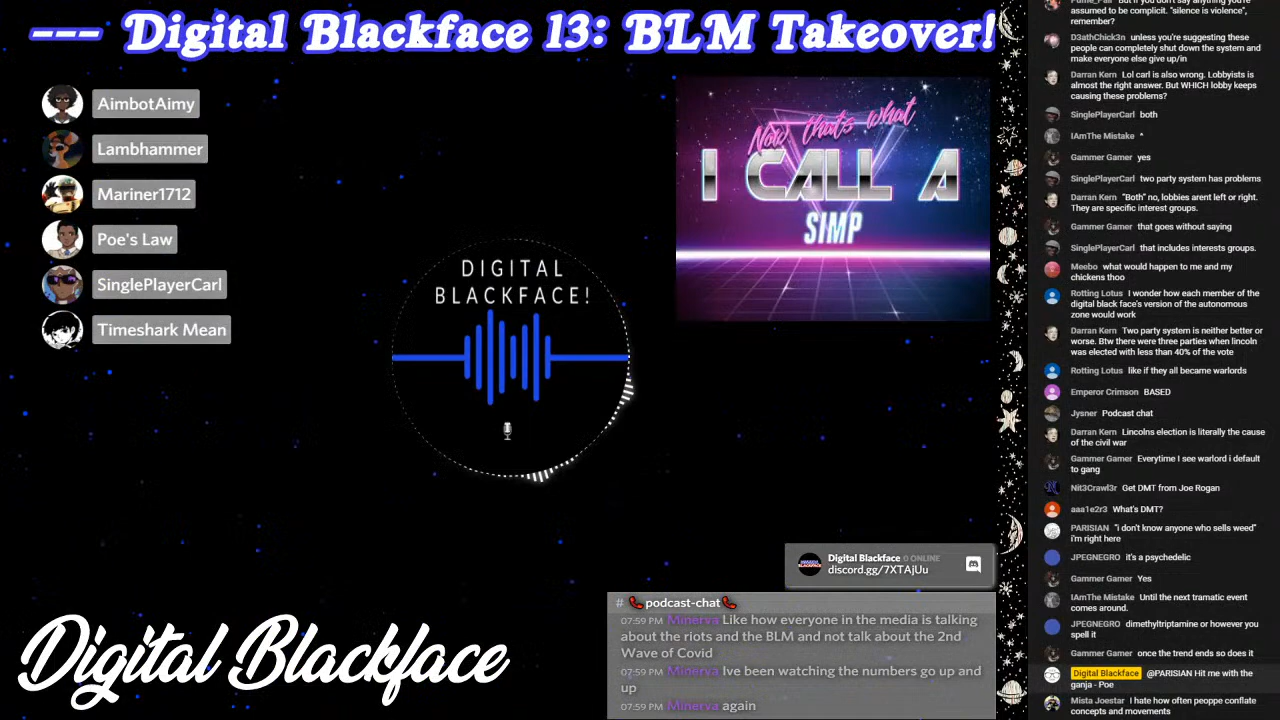 --- Digital Blackface 13: BLM Takeover!
AimbotAimy
Lambhammer
Mariner1712
Poe's Law
SinglePlayerCarl
Timeshark Mean
DIGITAL
BLACKFACE!
Now that's what
I CALL A
SIMP
Digital Blackface 0 ONLINE
discord.gg/7XTAjUu
# podcast-chat
07:59 PM Minerva Like how everyone in the media is talking
about the riots and the BLM and not talk about the 2nd
Wave of Covid
07:59 PM Minerva Ive been watching the numbers go up and
up
07:59 PM Minerva again
Digital Blackface
assumed to be complicit. "silence is violence",
remember?
D3athChick3n unless you're suggesting these
people can completely shut down the system and
make everyone else give up/in
Darran Kern Lol carl is also wrong. Lobbyists is
almost the right answer. But WHICH lobby keeps
causing these problems?
SinglePlayerCarl both
IAmThe Mistake ^
Gammer Gamer yes
SinglePlayerCarl two party system has problems
Darran Kern "Both" no, lobbies arent left or right.
They are specific interest groups.
Gammer Gamer that goes without saying
SinglePlayerCarl that includes interests groups.
Meebo what would happen to me and my
chickens thoo
Rotting Lotus I wonder how each member of the
digital black face's version of the autonomous
zone would work
Darran Kern Two party system is neither better or
worse. Btw there were three parties when lincoln
was elected with less than 40% of the vote
Rotting Lotus like if they all became warlords
Emperor Crimson BASED
Jysner Podcast chat
Darran Kern Lincolns election is literally the cause
of the civil war
Gammer Gamer Everytime I see warlord i default
to gang
Nit3Crawl3r Get DMT from Joe Rogan
aaa1e2r3 What's DMT?
PARISIAN "i don't know anyone who sells weed"
i'm right here
JPEGNEGRO it's a psychedelic
Gammer Gamer Yes
IAmThe Mistake Until the next tramatic event
comes around.
JPEGNEGRO dimethyltriptamine or however you
spell it
Gammer Gamer once the trend ends so does it
Digital Blackface @PARISIAN Hit me with the
ganja - Poe
Mista Joestar I hate how often peoppe conflate
concepts and movements